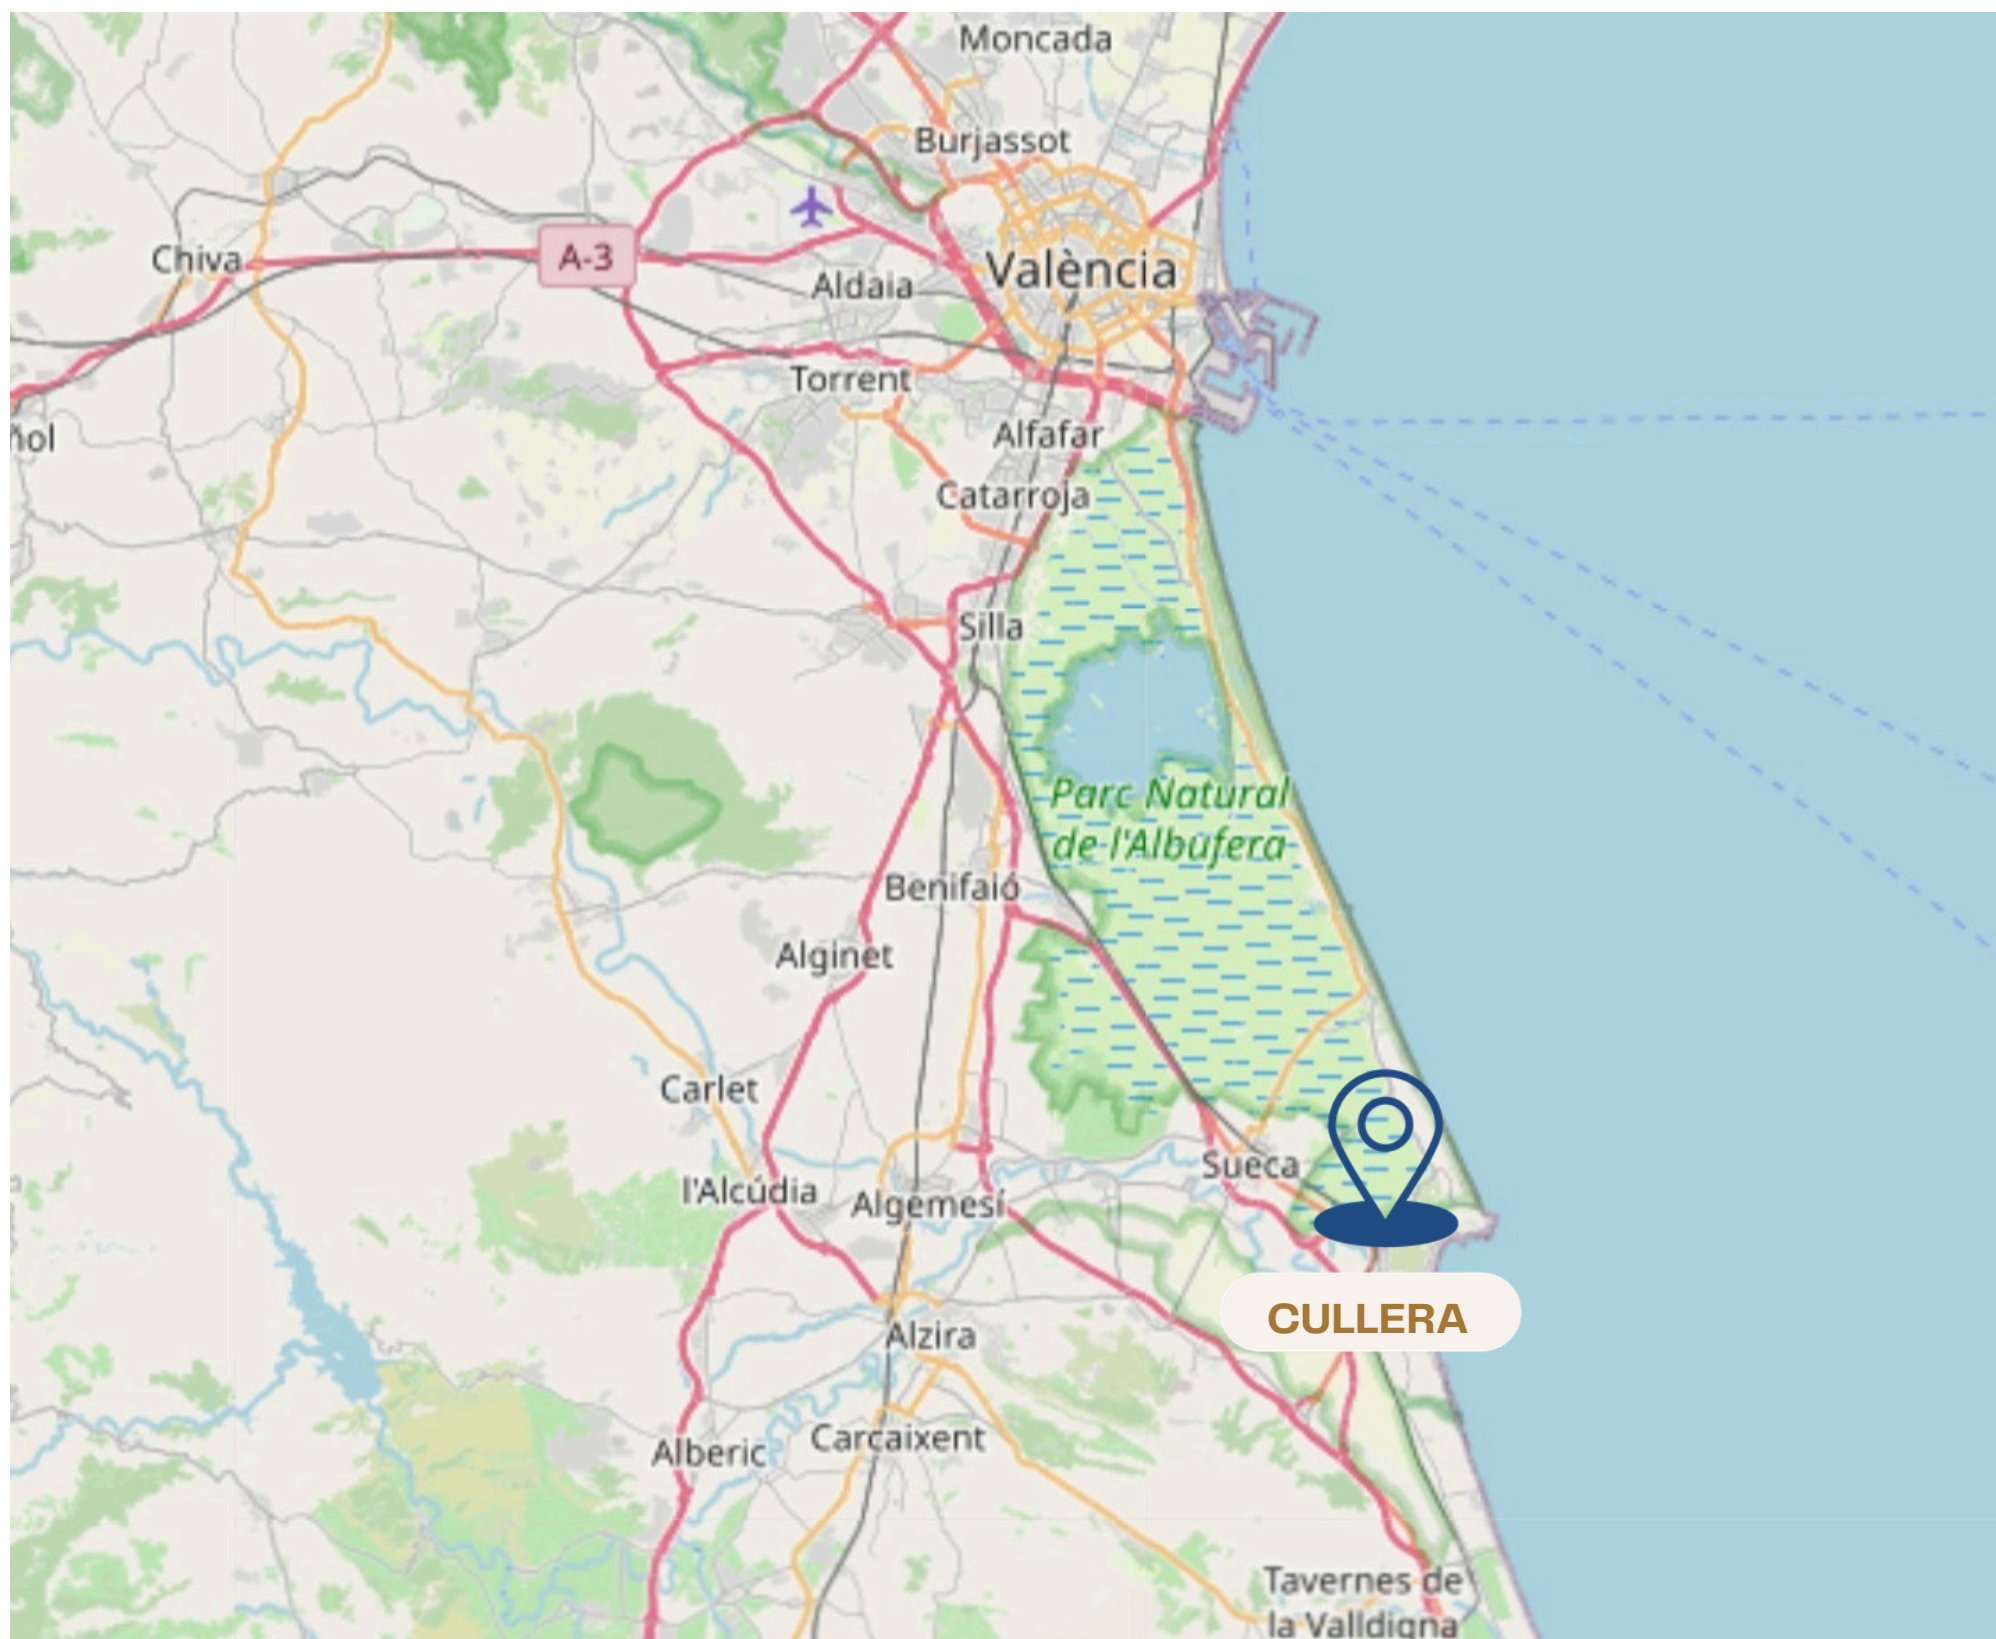 Moncada
Burjassot
València
Chiva
A-3
Aldaia
Torrent
ñol
Alfafar
Catarroja
Silla
Parc Natural
de l'Albufera
Benifaió
Alginet
Carlet
Sueca
l'Alcúdia
Algemesí
CULLERA
Alzira
Carcaixent
Alberic
Tavernes de
la Valldigna